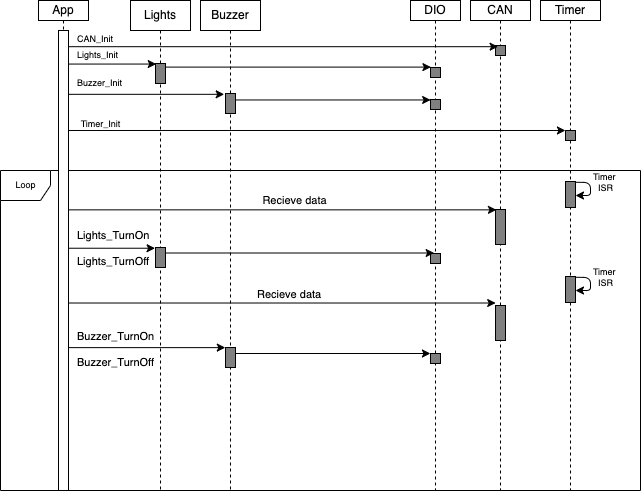 App
Lights
Buzzer
DIO
CAN
Timer
CAN_Init
Lights_Init
Buzzer_Init
Timer_Init
Loop
Timer
ISR
Recieve data
Lights_TurnOn
Lights_TurnOff
Timer
ISR
Recieve data
Buzzer_TurnOn
Buzzer_TurnOff